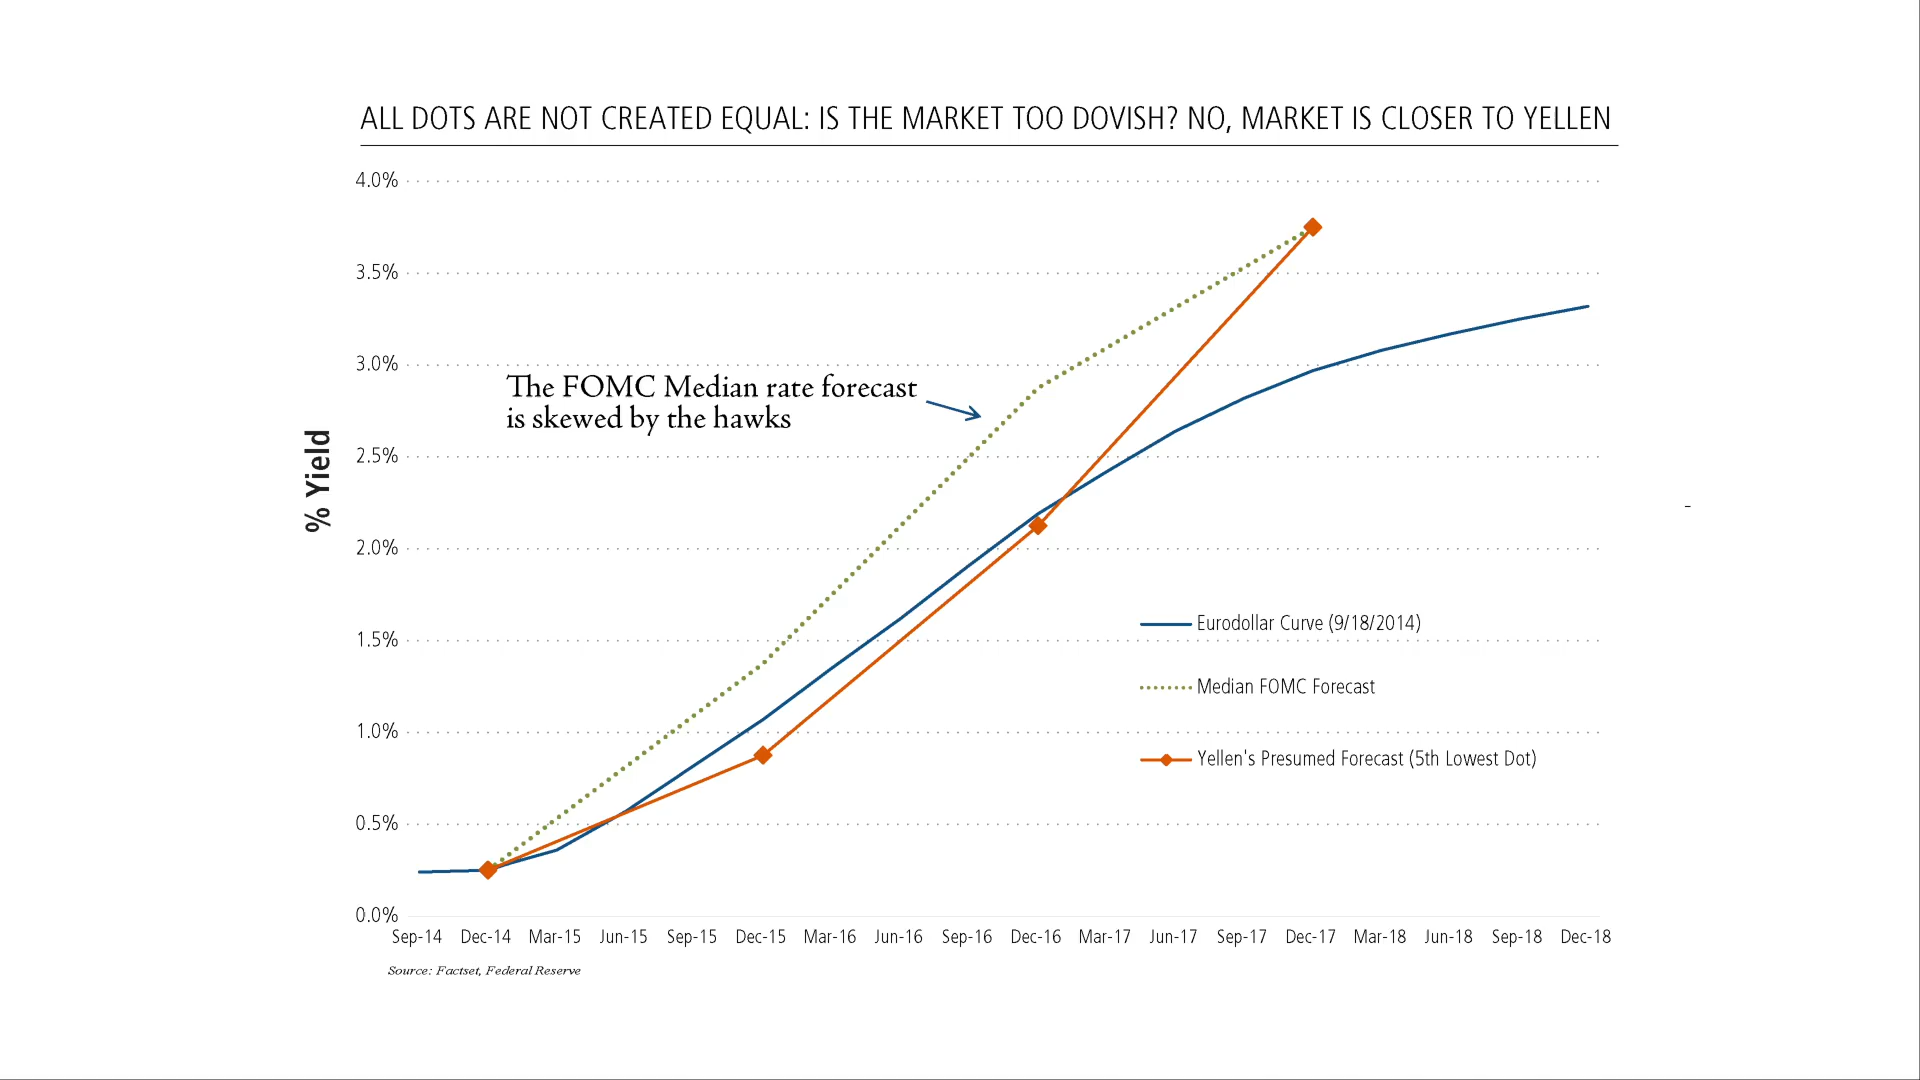 ALL DOTS ARE NOT CREATED EQUAL: IS THE MARKET TOO DOVISH? NO, MARKET IS CLOSER TO YELLEN
4.0%
3.5%
3.0%
The FOMC Median rate forecast
is skewed by the hawks
2.5%
% Yield
2.0%
1.5%
1.0%
0.5%
0.0%
Eurodollar Curve (9/18/2014)
Median FOMC Forecast
Yellen's Presumed Forecast (5th Lowest Dot)
Sep-14 Dec-14 Mar-15 Jun-15 Sep-15 Dec-15 Mar-16 Jun-16 Sep-16 Dec-16 Mar-17 Jun-17 Sep-17 Dec-17 Mar-18 Jun-18 Sep-18 Dec-18
Source: Factset, Federal Reserve